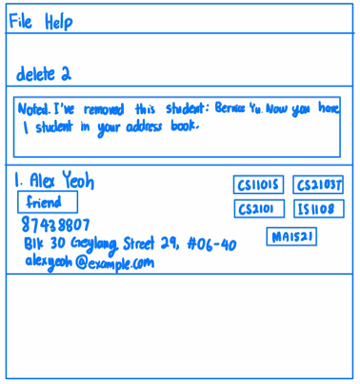 File Help
delete 2
Noted. I've removed this student: Bernice Yu. Now you have
1 student in your address book.
1. Alex Yeoh
CS1101S CS2103T
friend
CS2101 IS1108
87438807
MA1521
Blk 30 Geylang Street 29, #06-40
alexyeoh@example.com